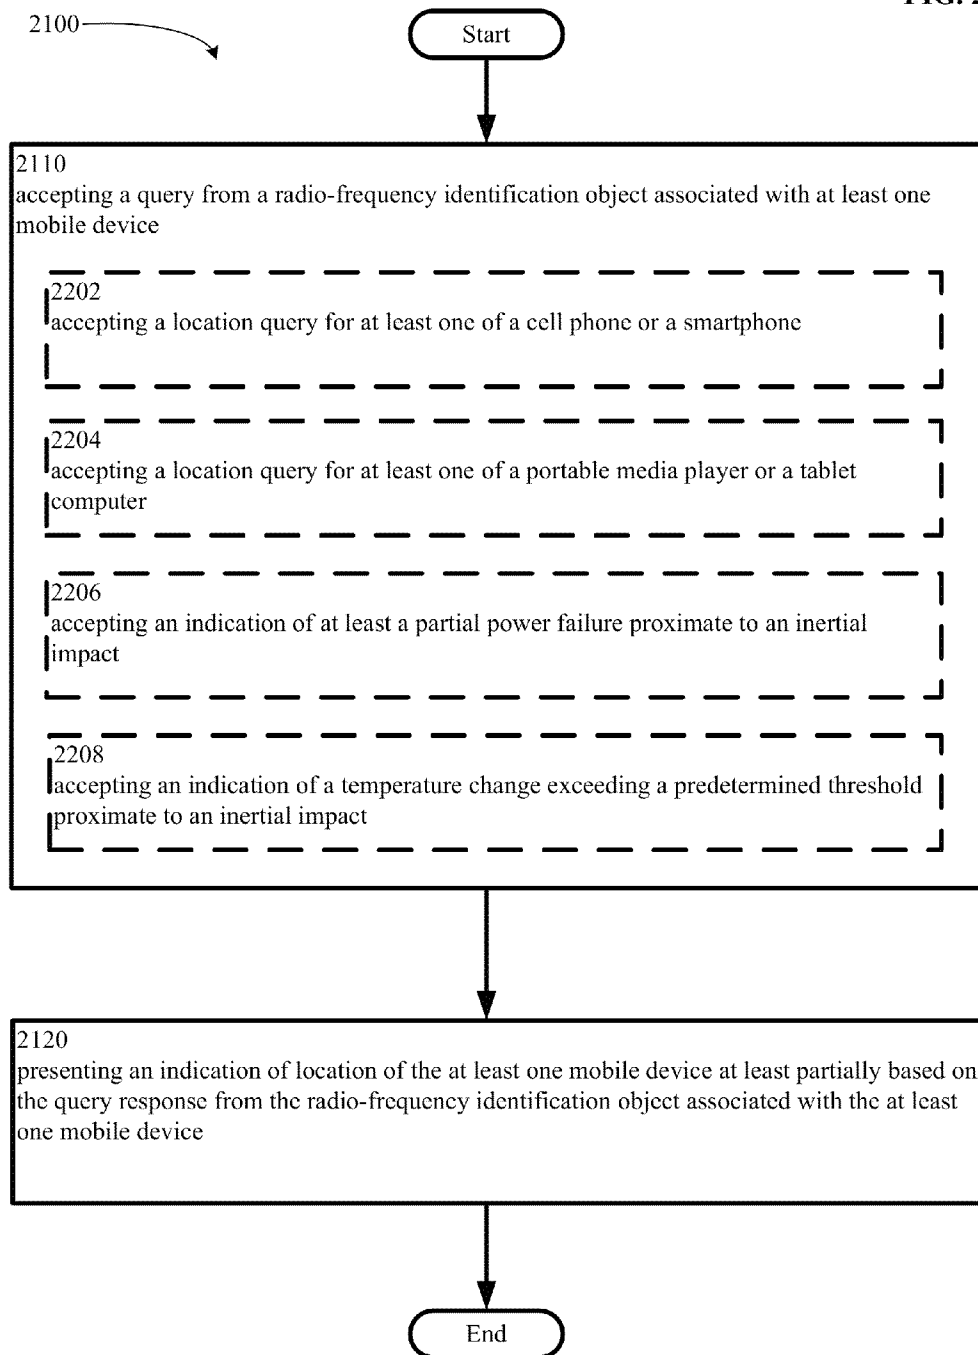 FIG. 2
2100
Start
2110
accepting a query from a radio-frequency identification object associated with at least one
mobile device
2202
accepting a location query for at least one of a cell phone or a smartphone
2204
accepting a location query for at least one of a portable media player or a tablet
computer
2206
accepting an indication of at least a partial power failure proximate to an inertial
impact
2208
accepting an indication of a temperature change exceeding a predetermined threshold
proximate to an inertial impact
2120
presenting an indication of location of the at least one mobile device at least partially based on
the query response from the radio-frequency identification object associated with the at least
one mobile device
End